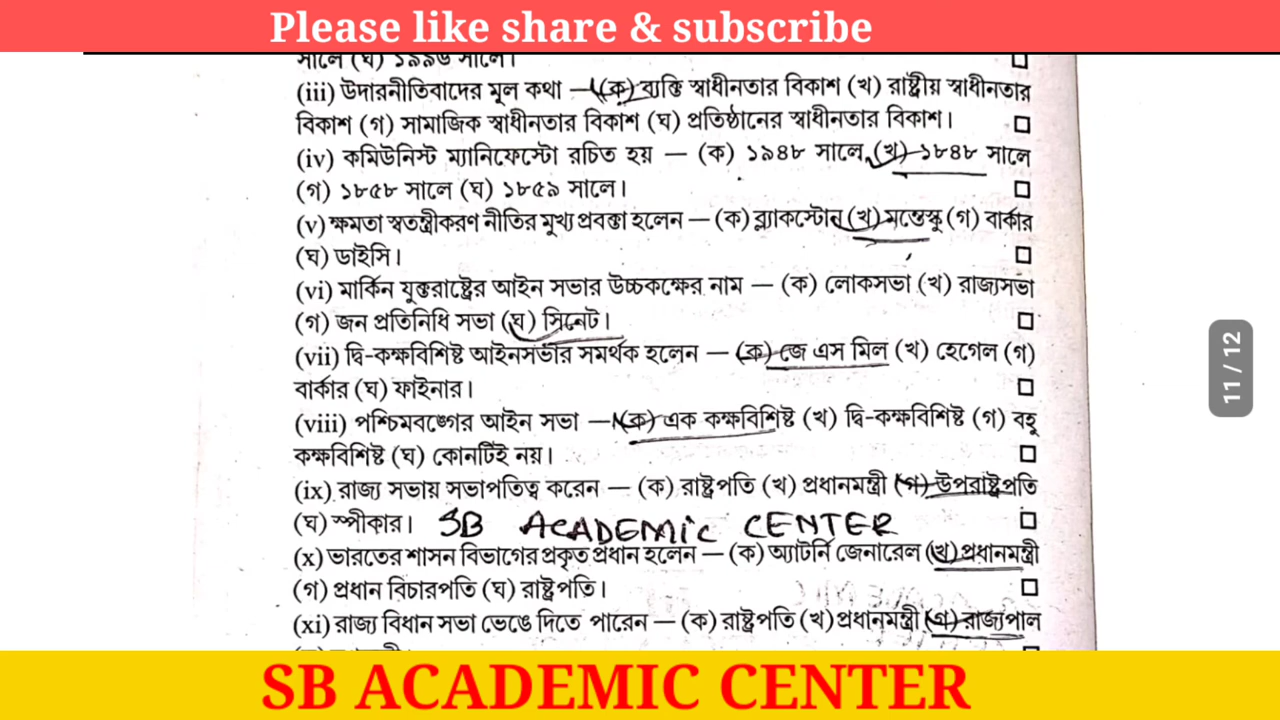 Please like share & subscribe
সালে (ঘ) ১৯৯৬ সালে।
(iii) উদারনীতিবাদের মূল কথা — (ক) ব্যক্তি স্বাধীনতার বিকাশ (খ) রাষ্ট্রীয় স্বাধীনতার
বিকাশ (গ) সামাজিক স্বাধীনতার বিকাশ (ঘ) প্রতিষ্ঠানের স্বাধীনতার বিকাশ।
(iv) কমিউনিস্ট ম্যানিফেস্টো রচিত হয় — (ক) ১৯৪৮ সালে (খ) ১৮৪৮ সালে
(গ) ১৮৫৮ সালে (ঘ) ১৮৫৯ সালে।
(v) ক্ষমতা স্বতন্ত্রীকরণ নীতির মুখ্য প্রবক্তা হলেন — (ক) ব্ল্যাকস্টোন (খ) মন্তেস্কু (গ) বার্কার
(ঘ) ডাইসি।
(vi) মার্কিন যুক্তরাষ্ট্রের আইন সভার উচ্চকক্ষের নাম — (ক) লোকসভা (খ) রাজ্যসভা
(গ) জন প্রতিনিধি সভা (ঘ) সিনেট।
(vii) দ্বি-কক্ষবিশিষ্ট আইনসভার সমর্থক হলেন — (ক) জে এস মিল (খ) হেগেল (গ)
বার্কার (ঘ) ফাইনার।
(viii) পশ্চিমবঙ্গের আইন সভা — (ক) এক কক্ষবিশিষ্ট (খ) দ্বি-কক্ষবিশিষ্ট (গ) বহু
কক্ষবিশিষ্ট (ঘ) কোনটিই নয়।
(ix) রাজ্য সভায় সভাপতিত্ব করেন — (ক) রাষ্ট্রপতি (খ) প্রধানমন্ত্রী (গ) উপরাষ্ট্রপতি
(ঘ) স্পীকার। SB ACADEMIC CENTER
(x) ভারতের শাসন বিভাগের প্রকৃত প্রধান হলেন — (ক) অ্যাটর্নি জেনারেল (খ) প্রধানমন্ত্রী
(গ) প্রধান বিচারপতি (ঘ) রাষ্ট্রপতি।
(xi) রাজ্য বিধান সভা ভেঙে দিতে পারেন — (ক) রাষ্ট্রপতি (খ) প্রধানমন্ত্রী (গ) রাজ্যপাল
11 / 12
SB ACADEMIC CENTER